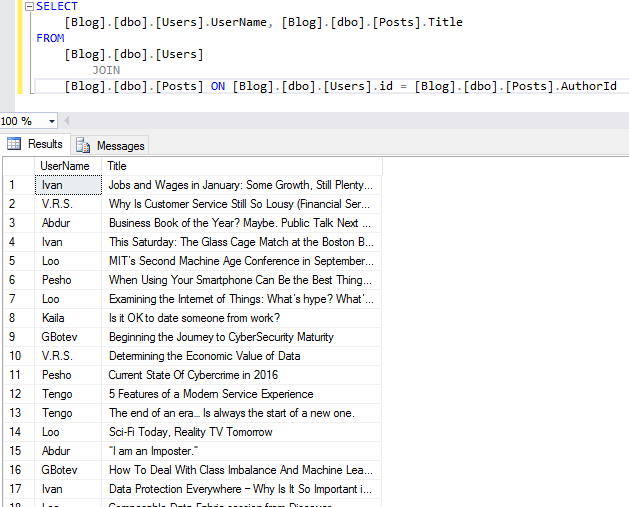 SELECT
[Blog].[dbo].[Users].UserName, [Blog].[dbo].[Posts].Title
FROM
[Blog].[dbo].[Users]
JOIN
[Blog].[dbo].[Posts] ON [Blog].[dbo].[Users].id = [Blog].[dbo].[Posts].AuthorId
100 %
Results Messages
UserName Title
1 Ivan Jobs and Wages in January: Some Growth, Still Plenty...
2 V.R.S. Why Is Customer Service Still So Lousy (Financial Ser...
3 Abdur Business Book of the Year? Maybe. Public Talk Next ...
4 Ivan This Saturday: The Glass Cage Match at the Boston B...
5 Loo MIT's Second Machine Age Conference in September...
6 Pesho When Using Your Smartphone Can Be the Best Thing...
7 Loo Examining the Internet of Things: What's hype? What'...
8 Kaila Is it OK to date someone from work?
9 GBotev Beginning the Journey to CyberSecurity Maturity
10 V.R.S. Determining the Economic Value of Data
11 Pesho Current State Of Cybercrime in 2016
12 Tengo 5 Features of a Modern Service Experience
13 Tengo The end of an era... Is always the start of a new one.
14 Loo Sci-Fi Today, Reality TV Tomorrow
15 Abdur "I am an Imposter."
16 GBotev How To Deal With Class Imbalance And Machine Lea...
17 Ivan Data Protection Everywhere – Why Is It So Important i...
18 Loo